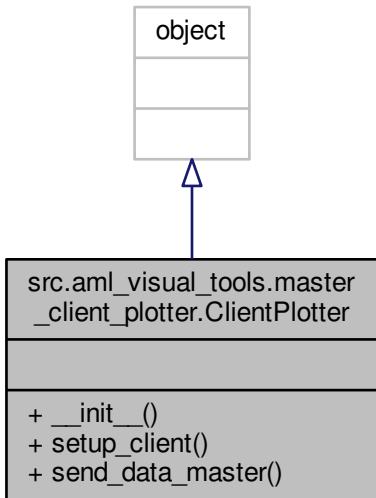 object
src.aml_visual_tools.master
_client_plotter.ClientPlotter
+ __init__()
+ setup_client()
+ send_data_master()